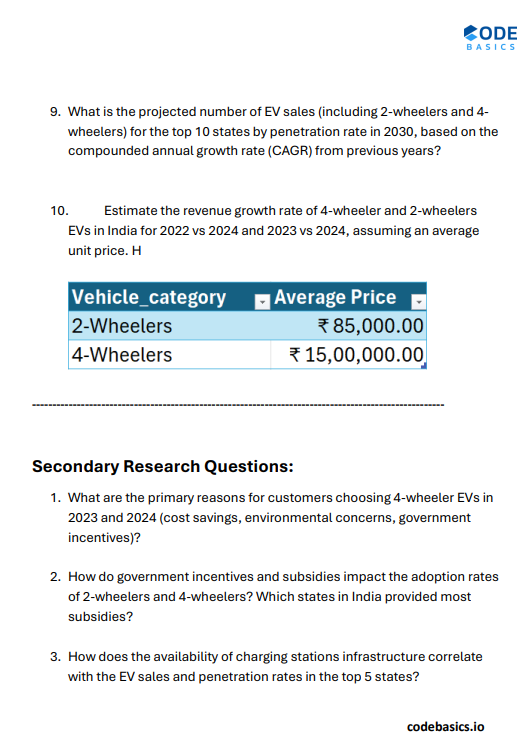 CODE
BASICS
9. What is the projected number of EV sales (including 2-wheelers and 4-
wheelers) for the top 10 states by penetration rate in 2030, based on the
compounded annual growth rate (CAGR) from previous years?
10. Estimate the revenue growth rate of 4-wheeler and 2-wheelers
EVs in India for 2022 vs 2024 and 2023 vs 2024, assuming an average
unit price. H
Vehicle_category Average Price
2-Wheelers ₹ 85,000.00
4-Wheelers ₹ 15,00,000.00
Secondary Research Questions:
1. What are the primary reasons for customers choosing 4-wheeler EVs in
2023 and 2024 (cost savings, environmental concerns, government
incentives)?
2. How do government incentives and subsidies impact the adoption rates
of 2-wheelers and 4-wheelers? Which states in India provided most
subsidies?
3. How does the availability of charging stations infrastructure correlate
with the EV sales and penetration rates in the top 5 states?
codebasics.io